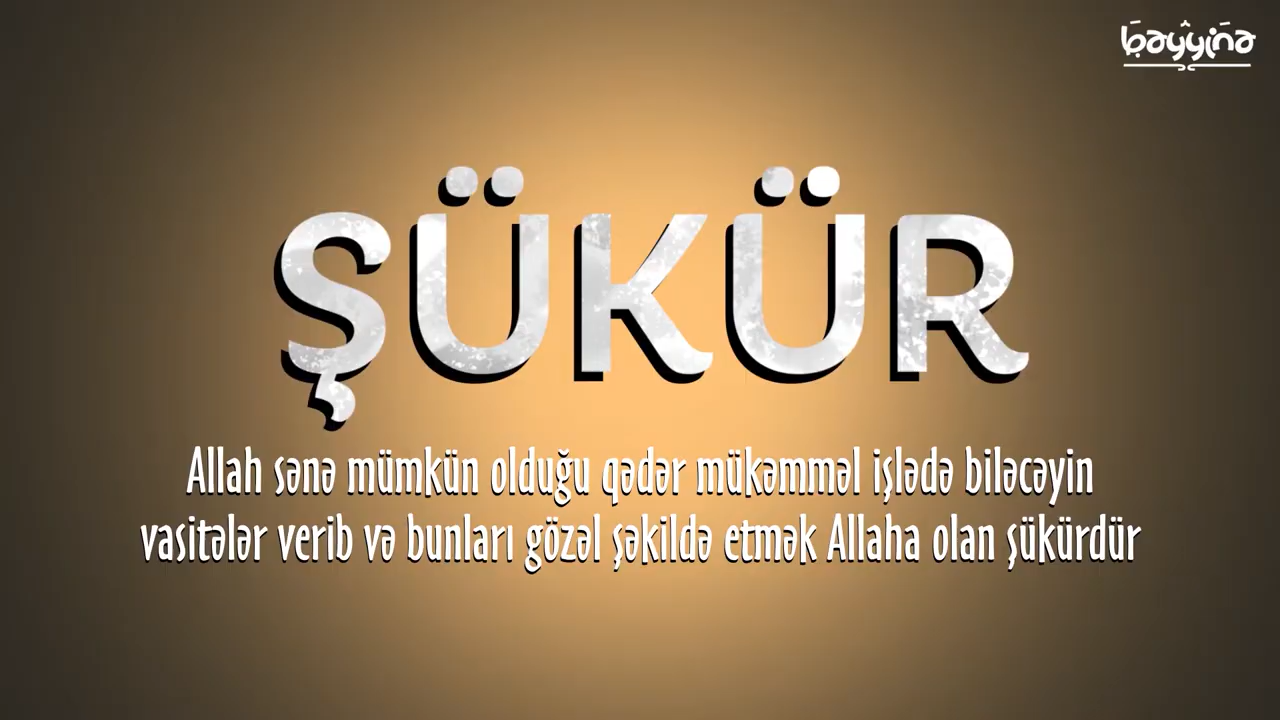 bayyina
ŞÜKÜR
Allah sənə mümkün olduğu qədər mükəmməl işlədə biləcəyin
vasitələr verib və bunları gözəl şəkildə etmək Allaha olan şükürdür